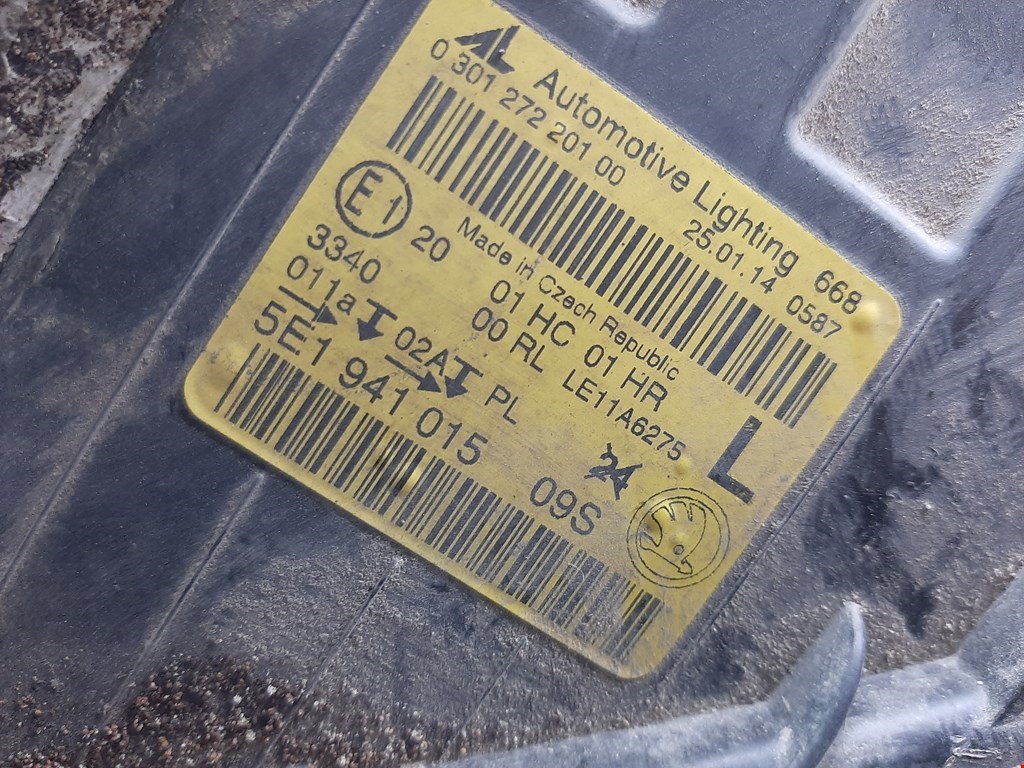 AL Automotive Lighting 668
0 301 272 201 00 25.01.14 0587
Made in Czech Republic
E1 20 01 HC 01 HR
3340 00 RL LE11A6275 L
011a 02A PL
5E1 941 015 09S